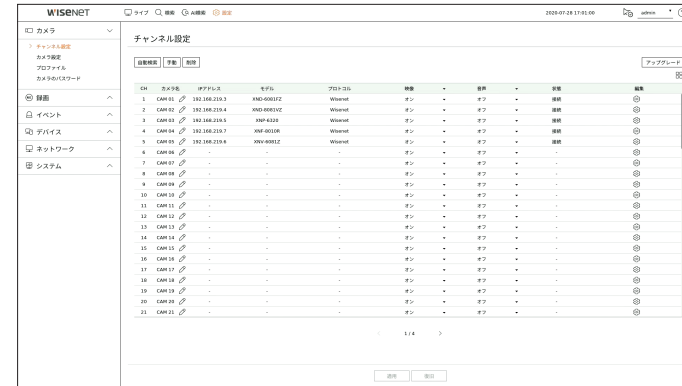 WISENET ライブ 検索 AI検索 設定 2020-07-28 17:01:00 admin
カメラ
チャンネル設定
カメラ設定
プロファイル
カメラのパスワード
録画
イベント
デバイス
ネットワーク
システム
チャンネル設定
自動検索 手動 削除 アップグレード
CH カメラ名 IPアドレス モデル プロトコル 映像 音声 状態 編集
1 CAM 01 192.168.219.3 XND-6081FZ Wisenet オン オフ 接続
2 CAM 02 192.168.219.4 XND-8081VZ Wisenet オン オフ 接続
3 CAM 03 192.168.219.5 XNP-6320 Wisenet オン オフ 接続
4 CAM 04 192.168.219.7 XNF-8010R Wisenet オン オフ 接続
5 CAM 05 192.168.219.6 XNV-6081Z Wisenet オン オフ 接続
6 CAM 06 - - - オン オフ -
7 CAM 07 - - - オン オフ -
8 CAM 08 - - - オン オフ -
9 CAM 09 - - - オン オフ -
10 CAM 10 - - - オン オフ -
11 CAM 11 - - - オン オフ -
12 CAM 12 - - - オン オフ -
13 CAM 13 - - - オン オフ -
14 CAM 14 - - - オン オフ -
15 CAM 15 - - - オン オフ -
16 CAM 16 - - - オン オフ -
17 CAM 17 - - - オン オフ -
18 CAM 18 - - - オン オフ -
19 CAM 19 - - - オン オフ -
20 CAM 20 - - - オン オフ -
21 CAM 21 - - - オン オフ -
< 1 / 4 >
適用 復旧